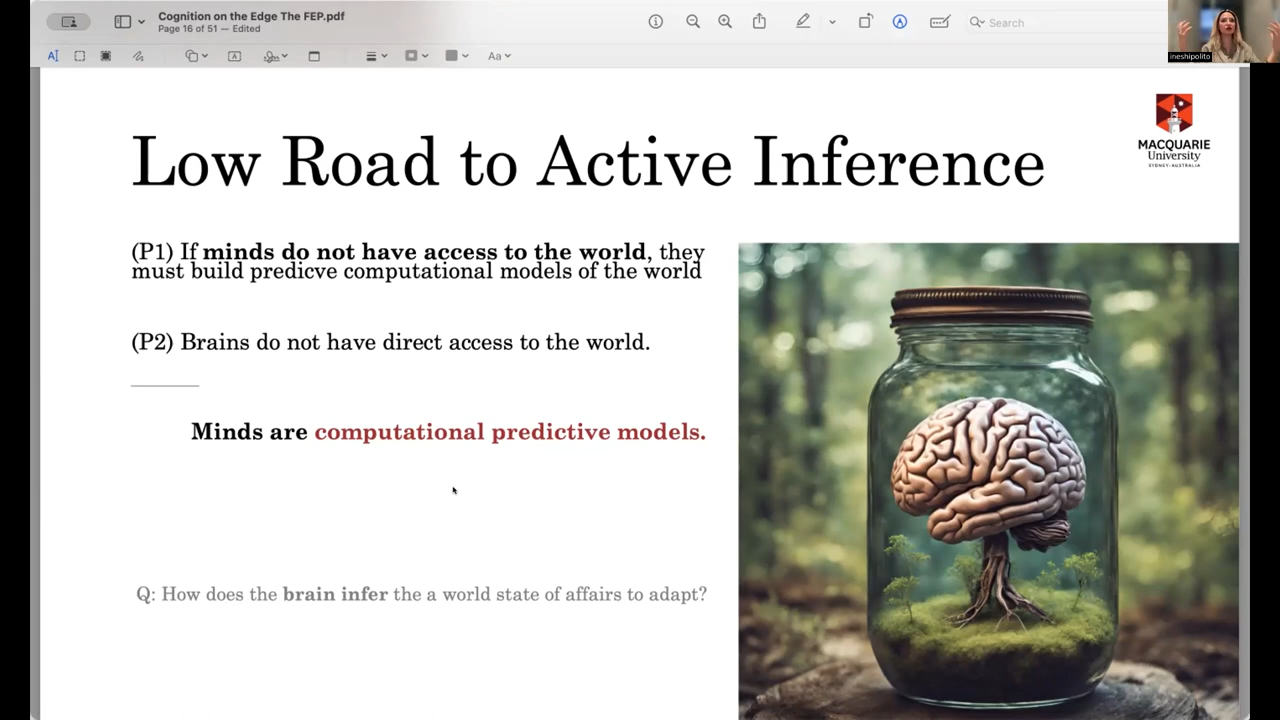 Cognition on the Edge The FEP.pdf
Page 16 of 51 — Edited
Search
Aa
ineshipolito
MACQUARIE
University
SYDNEY·AUSTRALIA
Low Road to Active Inference
(P1) If minds do not have access to the world, they
must build predicve computational models of the world
(P2) Brains do not have direct access to the world.
Minds are computational predictive models.
Q: How does the brain infer the a world state of affairs to adapt?